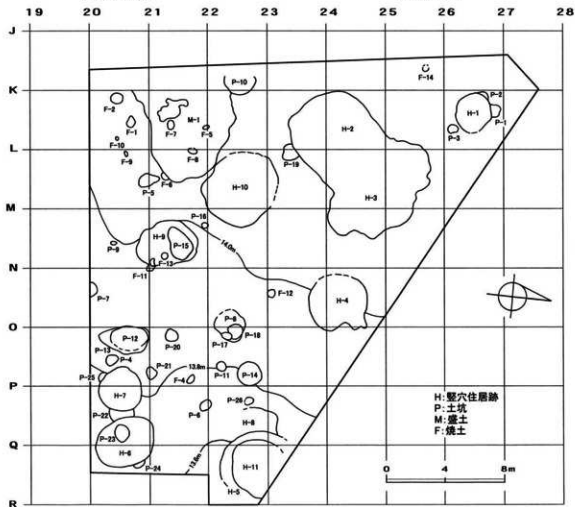 19 20 21 22 23 24 25 26 27 28
J
F-14
P-10
K
P-2
F-2
H-1
M-1
P-1
F-1
F-7
F-5
H-2
P-3
F-10
L
F-9
F-8
P-19
F-6
P-5
H-10
H-3
M
P-16
H-9
14.0m
P-9
P-15
F-13
N
F-11
P-7
F-12
H-4
P-8
O
P-12
P-18
P-13
P-17
P-20
P-4
P-21
13.8m
P-11
P-14
P-25
F-4
P
H-7
H:竪穴住居跡
P-26
P:土坑
P-6
M:盛土
P-22
H-8
F:焼土
P-23
Q
H-6
13.6m
H-11
P-24
0 4 8m
H-5
R